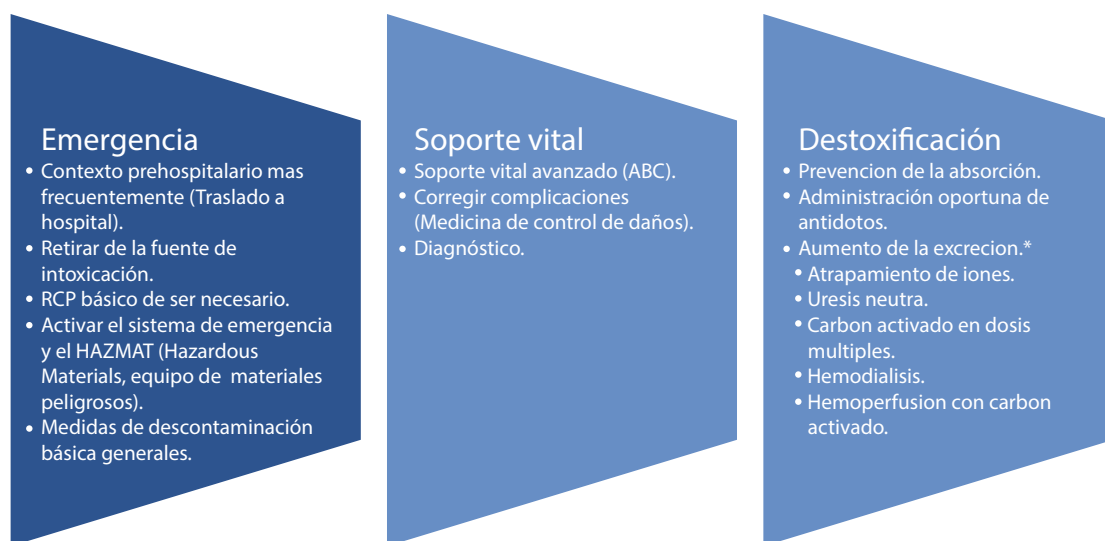 Emergencia
• Contexto prehospitalario mas
frecuentemente (Traslado a
hospital).
• Retirar de la fuente de
intoxicación.
• RCP básico de ser necesario.
• Activar el sistema de emergencia
y el HAZMAT (Hazardous
Materials, equipo de materiales
peligrosos).
• Medidas de descontaminación
básica generales.
Soporte vital
• Soporte vital avanzado (ABC).
• Corregir complicaciones
(Medicina de control de daños).
• Diagnóstico.
Destoxificación
• Prevencion de la absorción.
• Administración oportuna de
antidotos.
• Aumento de la excrecion.*
• Atrapamiento de iones.
• Uresis neutra.
• Carbon activado en dosis
multiples.
• Hemodialisis.
• Hemoperfusion con carbon
activado.